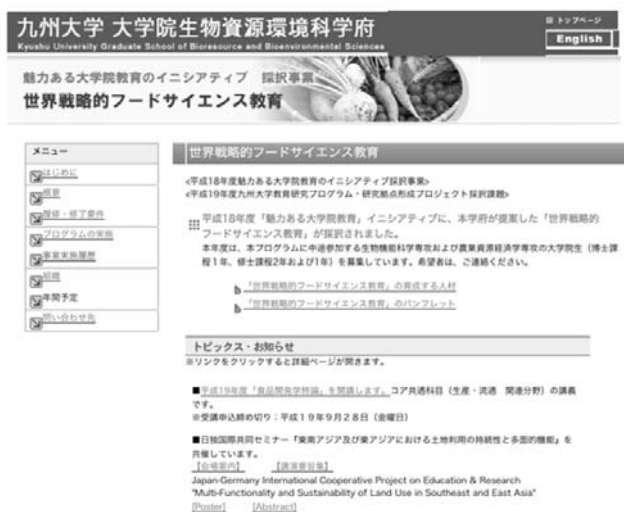 九州大学 大学院生物資源環境科学府
Kyushu University Graduate School of Bioresource and Bioenvironmental Sciences
トップページ
English
魅力ある大学院教育のイニシアティブ 採択事業
世界戦略的フードサイエンス教育
メニュー
はじめに
概要
履修・修了要件
プログラムの実施
事業実施履歴
組織
年間予定
問い合わせ先
世界戦略的フードサイエンス教育
<平成18年度魅力ある大学院教育のイニシアティブ採択事業>
<平成19年度九州大学教育研究プログラム・研究拠点形成プロジェクト採択課題>
平成18年度「魅力ある大学院教育」イニシアティブに、本学府が提案した「世界戦略的
フードサイエンス教育」が採択されました。
本年度は、本プログラムに中途参加する生物機能科学専攻および農業資源経済学専攻の大学院生（博士課
程1年、修士課程2年および1年）を募集しています。希望者は、ご連絡ください。
「世界戦略的フードサイエンス教育」の育成する人材
「世界戦略的フードサイエンス教育」のパンフレット
トピックス・お知らせ
※リンクをクリックすると詳細ページが開きます。
■平成19年度「食品開発学特論」を開講します。コア共通科目（生産・流通 関連分野）の講義
です。
※受講申込締め切り：平成19年9月28日（金曜日）
■日独国際共同セミナー『東南アジア及び東アジアにおける土地利用の持続性と多面的機能』を
共催しています。
【会場案内】 【講演要旨集】
Japan-Germany International Cooperative Project on Education & Research
"Multi-Functionality and Sustainability of Land Use in Southeast and East Asia"
[Poster] [Abstract]